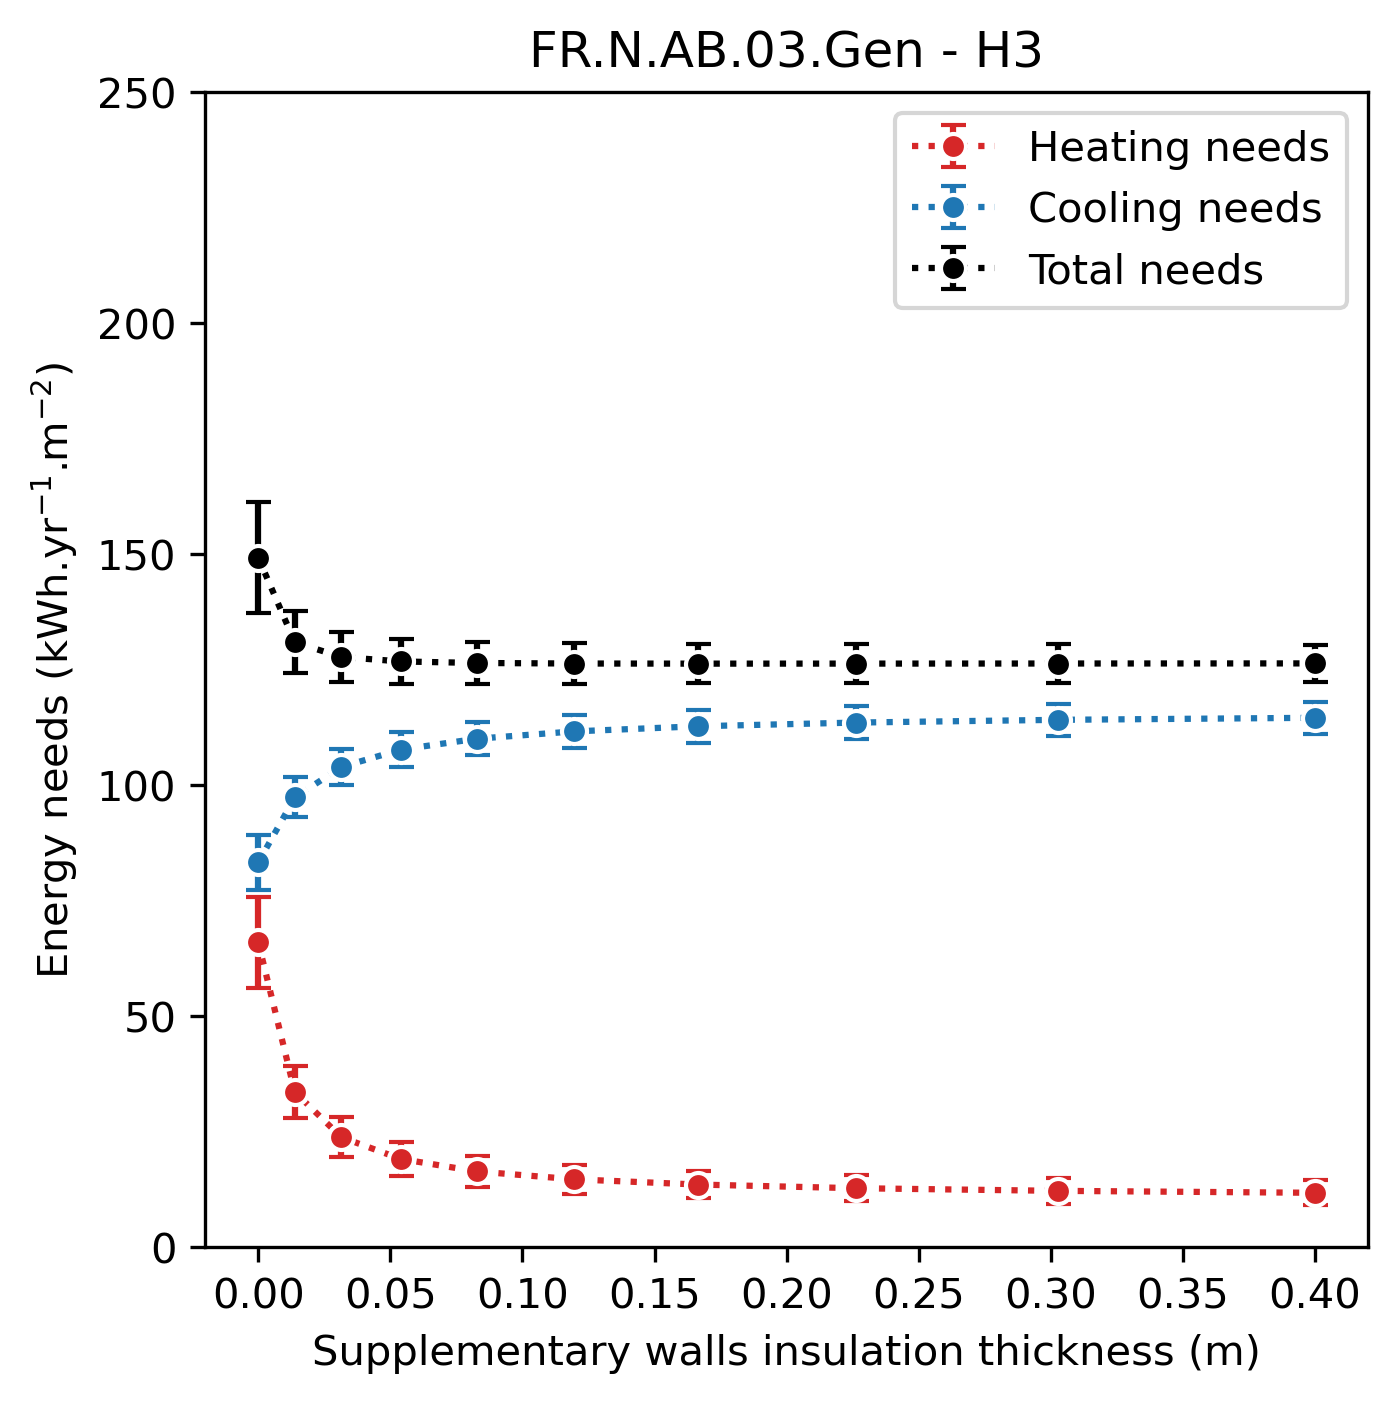 FR.N.AB.03.Gen - H3
250
200
150
100
50
0
Energy needs (kWh.yr⁻¹.m⁻²)
Heating needs
Cooling needs
Total needs
0.00 0.05 0.10 0.15 0.20 0.25 0.30 0.35 0.40
Supplementary walls insulation thickness (m)